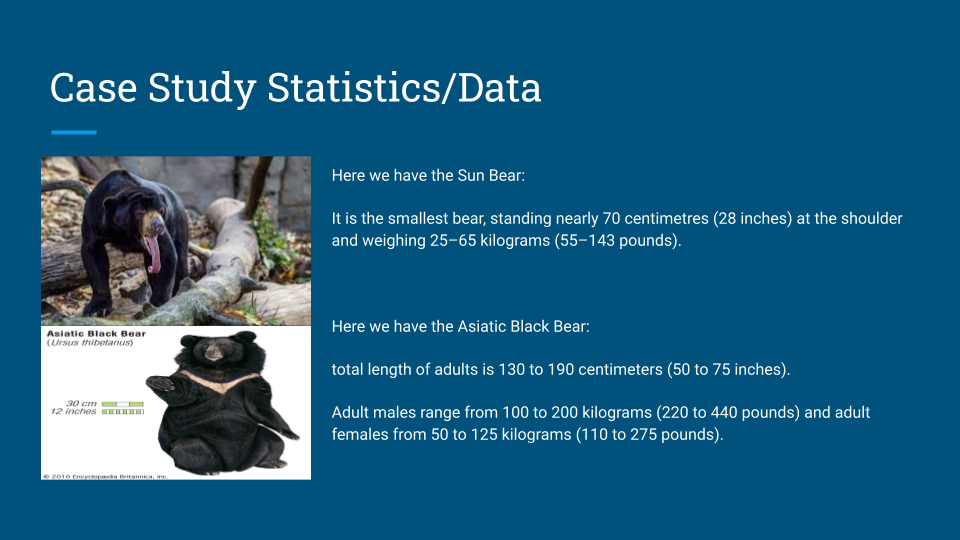 Case Study Statistics/Data
Here we have the Sun Bear:
It is the smallest bear, standing nearly 70 centimetres (28 inches) at the shoulder
and weighing 25–65 kilograms (55–143 pounds).
Asiatic Black Bear
(Ursus thibetanus)
30 cm
12 inches
© 2010 Encyclopædia Britannica, Inc.
Here we have the Asiatic Black Bear:
total length of adults is 130 to 190 centimeters (50 to 75 inches).
Adult males range from 100 to 200 kilograms (220 to 440 pounds) and adult
females from 50 to 125 kilograms (110 to 275 pounds).